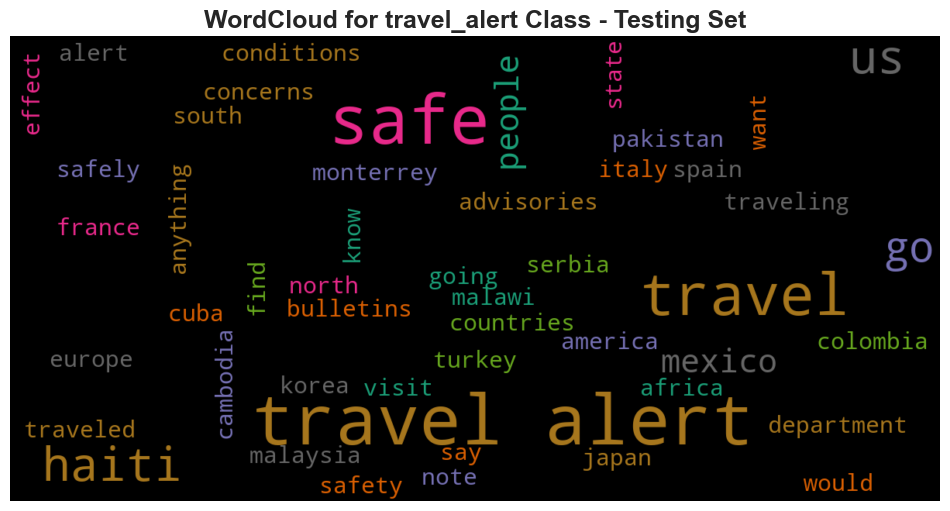 WordCloud for travel_alert Class - Testing Set
alert
conditions
effect
concerns
south
safe
people
state
us
want
pakistan
safely
monterrey
italy
spain
anything
advisories
traveling
france
know
go
find
north
going
serbia
malawi
travel
cuba
bulletins
countries
america
colombia
europe
cambodia
turkey
mexico
korea
visit
africa
travel alert
traveled
department
haiti
malaysia
say
japan
safety
note
would